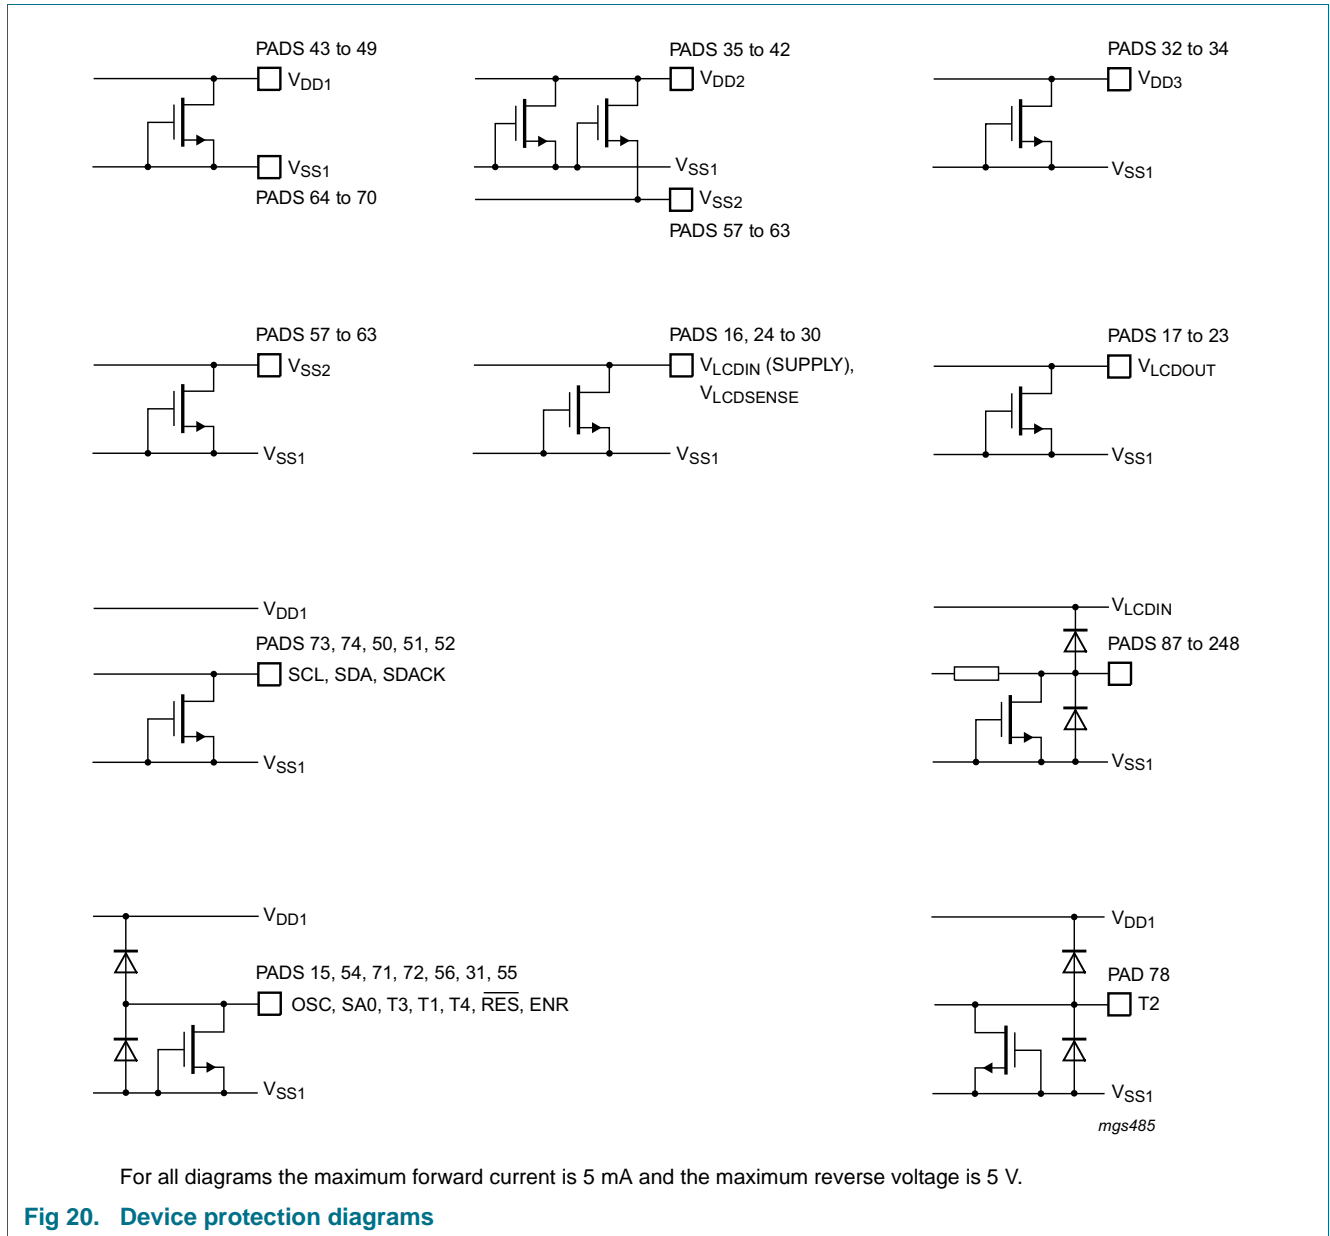 PADS 43 to 49
VDD1
VSS1
PADS 64 to 70
PADS 35 to 42
VDD2
VSS1
VSS2
PADS 57 to 63
PADS 32 to 34
VDD3
VSS1
PADS 57 to 63
VSS2
VSS1
PADS 16, 24 to 30
VLCDIN (SUPPLY),
VLCDSENSE
VSS1
PADS 17 to 23
VLCDOUT
VSS1
VDD1
PADS 73, 74, 50, 51, 52
SCL, SDA, SDACK
VSS1
VLCDIN
PADS 87 to 248
VSS1
VDD1
PADS 15, 54, 71, 72, 56, 31, 55
OSC, SA0, T3, T1, T4, R̅E̅S̅, ENR
VSS1
VDD1
PAD 78
T2
VSS1
mgs485
For all diagrams the maximum forward current is 5 mA and the maximum reverse voltage is 5 V.
Fig 20. Device protection diagrams